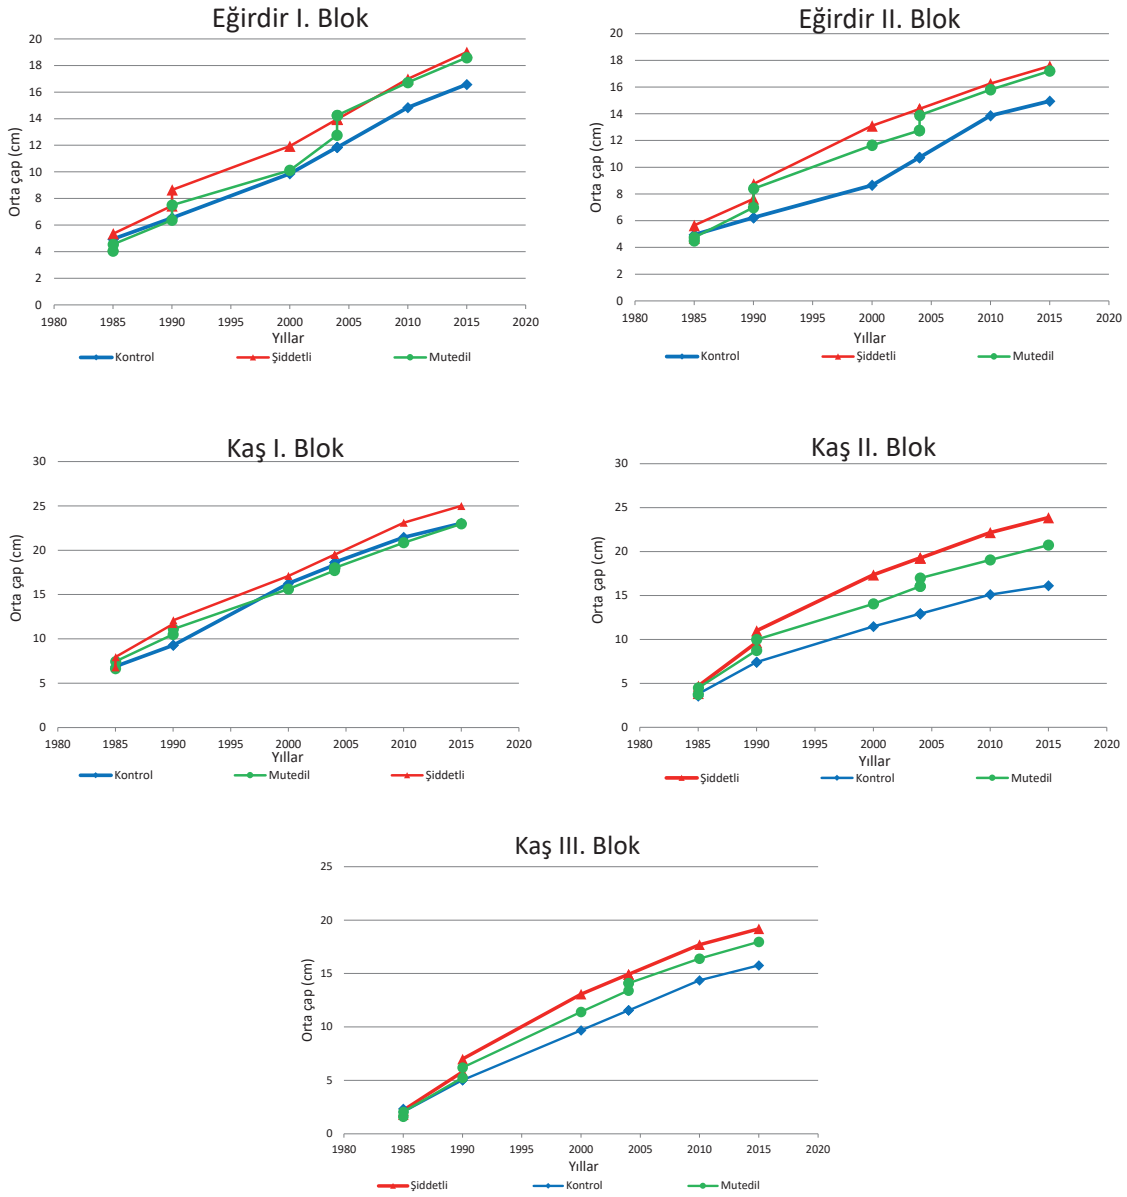 Eğirdir I. Blok
20
18
16
14
12
10
8
6
4
2
0
Orta çap (cm)
1980 1985 1990 1995 2000 2005 2010 2015 2020
Yıllar
Kontrol Şiddetli Mutedil
Eğirdir II. Blok
20
18
16
14
12
10
8
6
4
2
0
Orta çap (cm)
1980 1985 1990 1995 2000 2005 2010 2015 2020
Yıllar
Kontrol Şiddetli Mutedil
Kaş I. Blok
30
25
20
15
10
5
0
Orta çap (cm)
1980 1985 1990 1995 2000 2005 2010 2015 2020
Yıllar
Kontrol Mutedil Şiddetli
Kaş II. Blok
30
25
20
15
10
5
0
Orta çap (cm)
1980 1985 1990 1995 2000 2005 2010 2015 2020
Yıllar
Şiddetli Kontrol Mutedil
Kaş III. Blok
25
20
15
10
5
0
Orta çap (cm)
1980 1985 1990 1995 2000 2005 2010 2015 2020
Yıllar
Şiddetli Kontrol Mutedil